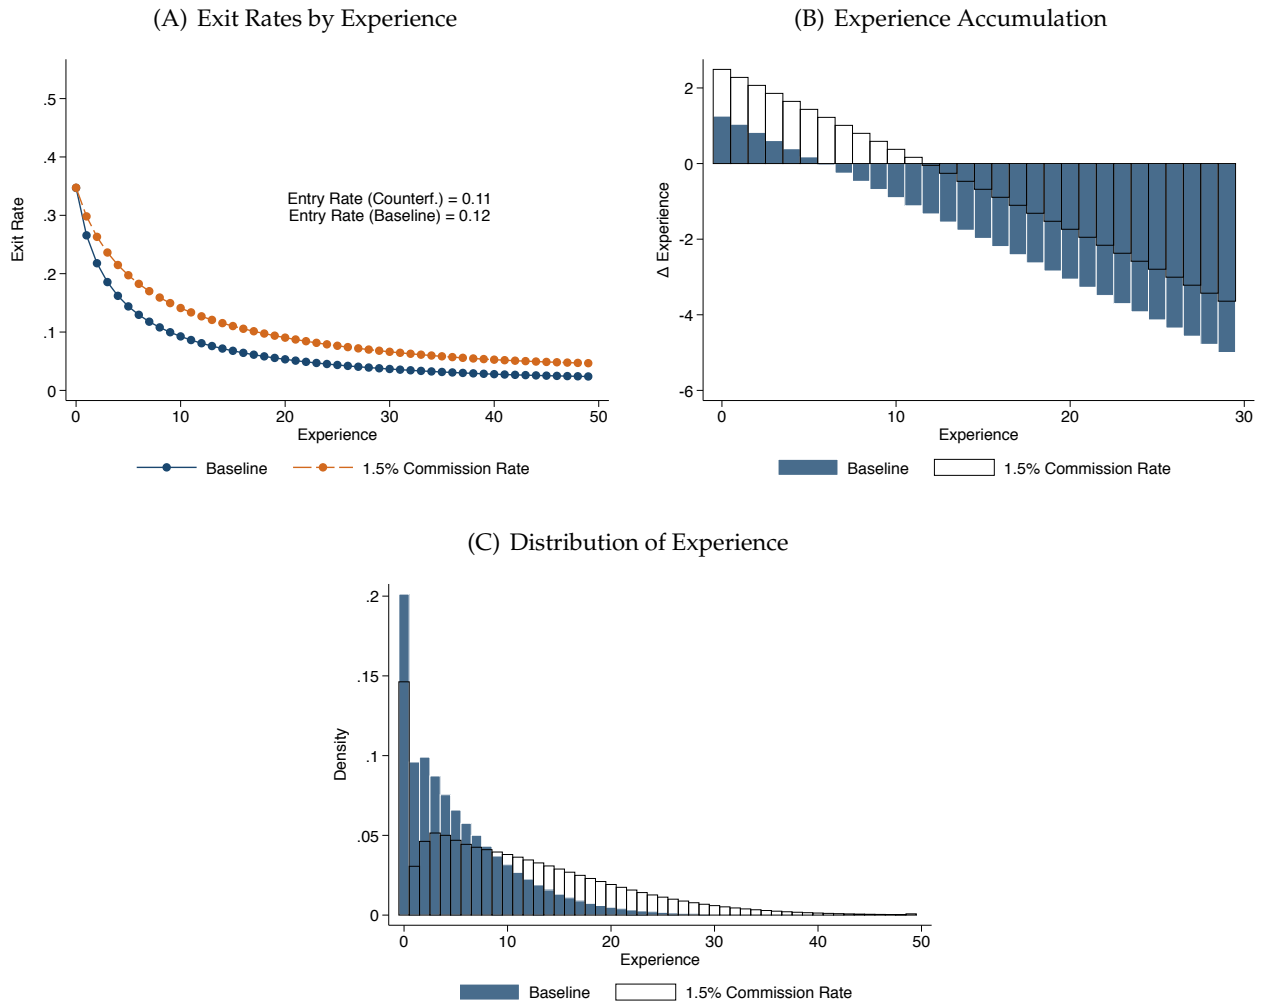 (A) Exit Rates by Experience
.5
.4
.3
.2
.1
0
Exit Rate
Entry Rate (Counterf.) = 0.11
Entry Rate (Baseline) = 0.12
0 10 20 30 40 50
Experience
Baseline 1.5% Commission Rate
(B) Experience Accumulation
2
0
-2
-4
-6
Δ Experience
0 10 20 30
Experience
Baseline 1.5% Commission Rate
(C) Distribution of Experience
.2
.15
.1
.05
0
Density
0 10 20 30 40 50
Experience
Baseline 1.5% Commission Rate